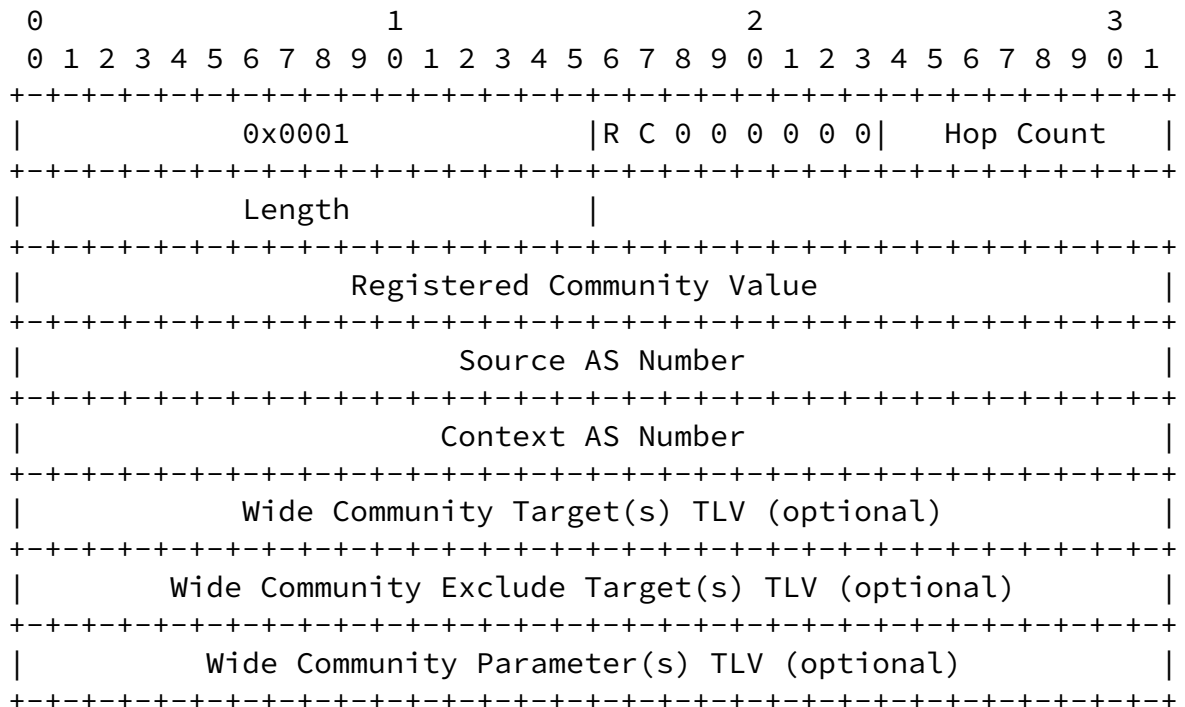 0                   1                   2                   3
 0 1 2 3 4 5 6 7 8 9 0 1 2 3 4 5 6 7 8 9 0 1 2 3 4 5 6 7 8 9 0 1
+-+-+-+-+-+-+-+-+-+-+-+-+-+-+-+-+-+-+-+-+-+-+-+-+-+-+-+-+-+-+-+-+
|            0x0001             |R C 0 0 0 0 0 0|   Hop Count   |
+-+-+-+-+-+-+-+-+-+-+-+-+-+-+-+-+-+-+-+-+-+-+-+-+-+-+-+-+-+-+-+-+
|            Length             |
+-+-+-+-+-+-+-+-+-+-+-+-+-+-+-+-+-+-+-+-+-+-+-+-+-+-+-+-+-+-+-+-+
|                  Registered Community Value                   |
+-+-+-+-+-+-+-+-+-+-+-+-+-+-+-+-+-+-+-+-+-+-+-+-+-+-+-+-+-+-+-+-+
|                        Source AS Number                       |
+-+-+-+-+-+-+-+-+-+-+-+-+-+-+-+-+-+-+-+-+-+-+-+-+-+-+-+-+-+-+-+-+
|                       Context AS Number                       |
+-+-+-+-+-+-+-+-+-+-+-+-+-+-+-+-+-+-+-+-+-+-+-+-+-+-+-+-+-+-+-+-+
|            Wide Community Target(s) TLV (optional)            |
+-+-+-+-+-+-+-+-+-+-+-+-+-+-+-+-+-+-+-+-+-+-+-+-+-+-+-+-+-+-+-+-+
|        Wide Community Exclude Target(s) TLV (optional)        |
+-+-+-+-+-+-+-+-+-+-+-+-+-+-+-+-+-+-+-+-+-+-+-+-+-+-+-+-+-+-+-+-+
|          Wide Community Parameter(s) TLV (optional)           |
+-+-+-+-+-+-+-+-+-+-+-+-+-+-+-+-+-+-+-+-+-+-+-+-+-+-+-+-+-+-+-+-+